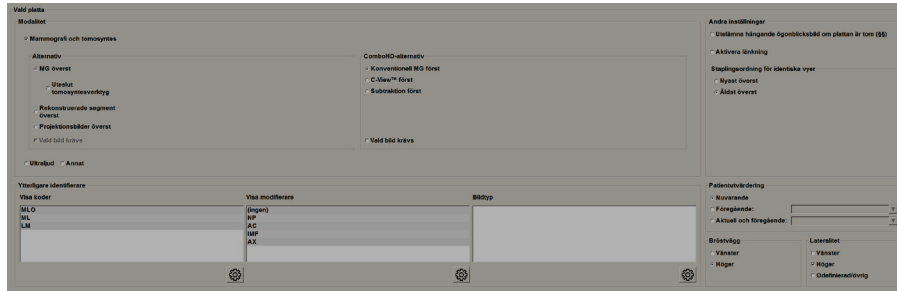 Vald platta
Modalitet
Mammografi och tomosyntes
Alternativ
MG överst
Uteslut
tomosyntesverktyg
Rekonstruerade segment
överst
Projektionsbilder överst
Vald bild krävs
ComboHD-alternativ
Konventionell MG först
C-View™ först
Subtraktion först
Vald bild krävs
Ultraljud
Annat
Andra inställningar
Utelämna hängande ögonblicksbild om plattan är tom (§§)
Aktivera länkning
Staplingsordning för identiska vyer
Nyast överst
Äldst överst
Ytterligare identifierare
Visa koder
MLO
ML
LM
Visa modifierare
(ingen)
NP
AC
IMF
AX
Bildtyp
Patientutvärdering
Nuvarande
Föregående:
Aktuell och föregående:
Bröstvägg
Vänster
Höger
Lateralitet
Vänster
Höger
Odefinierad/övrig